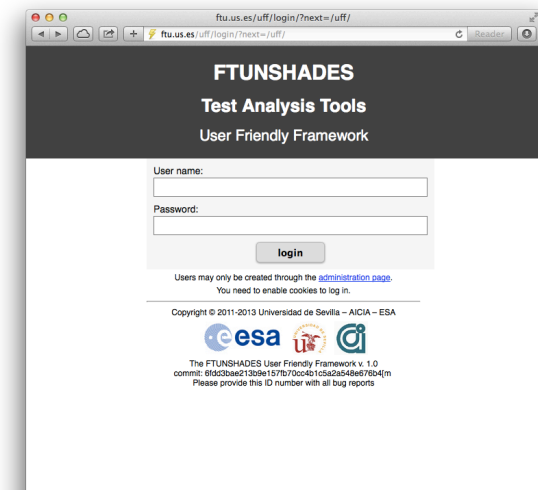 ftu.us.es/uff/login/?next=/uff/
ftu.us.es/uff/login/?next=/uff/
Reader
FTUNSHADES
Test Analysis Tools
User Friendly Framework
User name:
Password:
login
Users may only be created through the administration page.
You need to enable cookies to log in.
Copyright © 2011-2013 Universidad de Sevilla – AICIA – ESA
esa
The FTUNSHADES User Friendly Framework v. 1.0
commit: 6fdd3bae213b9e157fb70cc4b1c5a2a548e676b4[m
Please provide this ID number with all bug reports